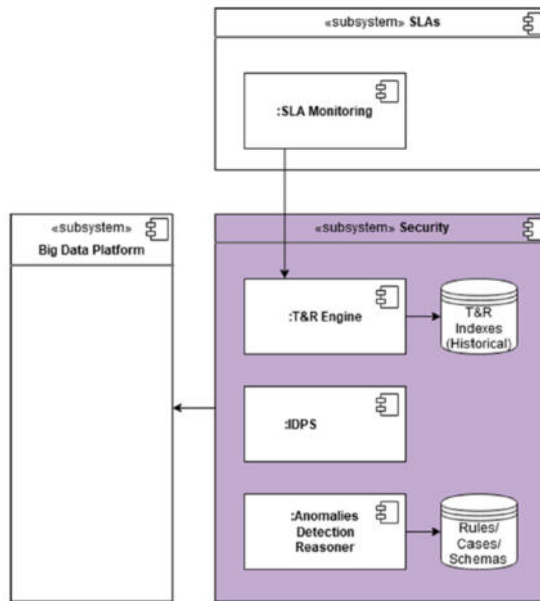 «subsystem» SLAs
:SLA Monitoring
«subsystem»
Big Data Platform
«subsystem» Security
:T&R Engine
T&R
Indexes
(Historical)
:IDPS
:Anomalies
Detection
Reasoner
Rules/
Cases/
Schemas